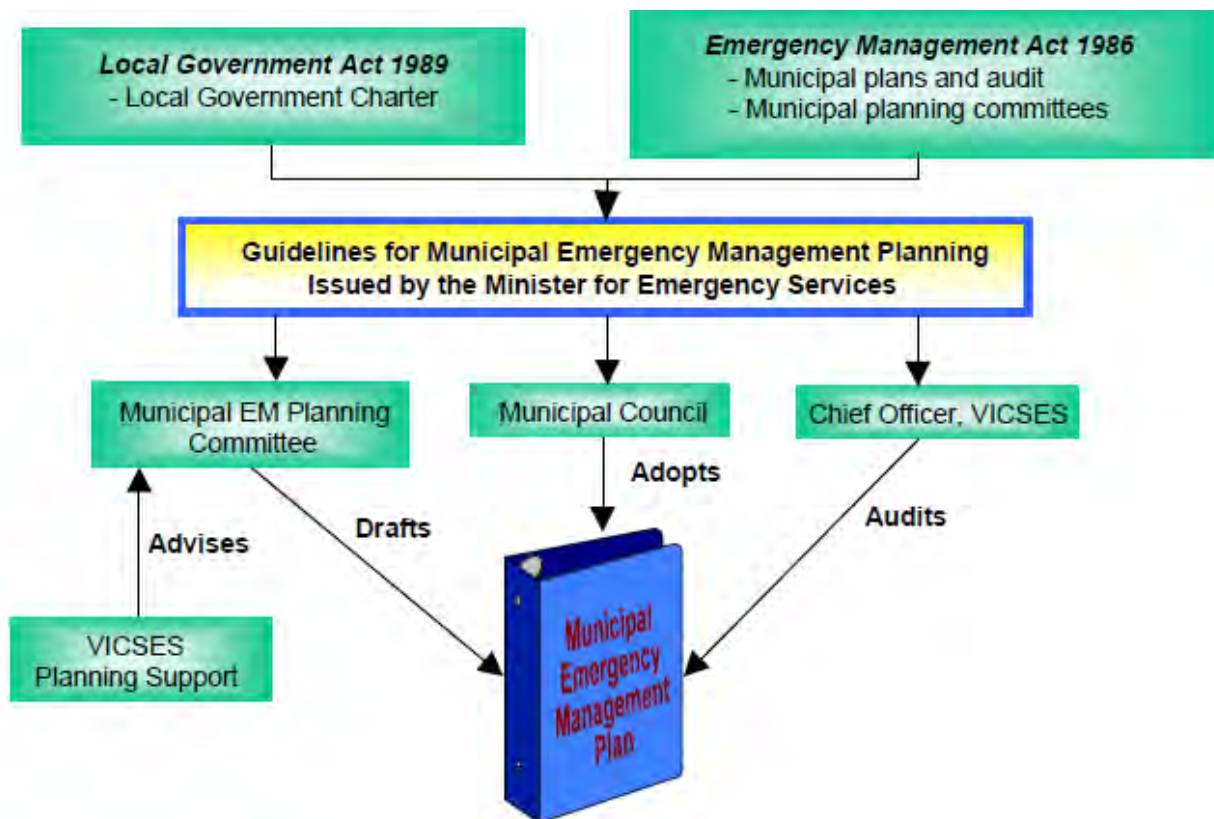 Local Government Act 1989
- Local Government Charter
Emergency Management Act 1986
- Municipal plans and audit
- Municipal planning committees
Guidelines for Municipal Emergency Management Planning
Issued by the Minister for Emergency Services
Municipal EM Planning
Committee
Municipal Council
Chief Officer, VICSES
Adopts
Drafts
Audits
Advises
VICSES
Planning Support
Municipal
Emergency
Management
Plan